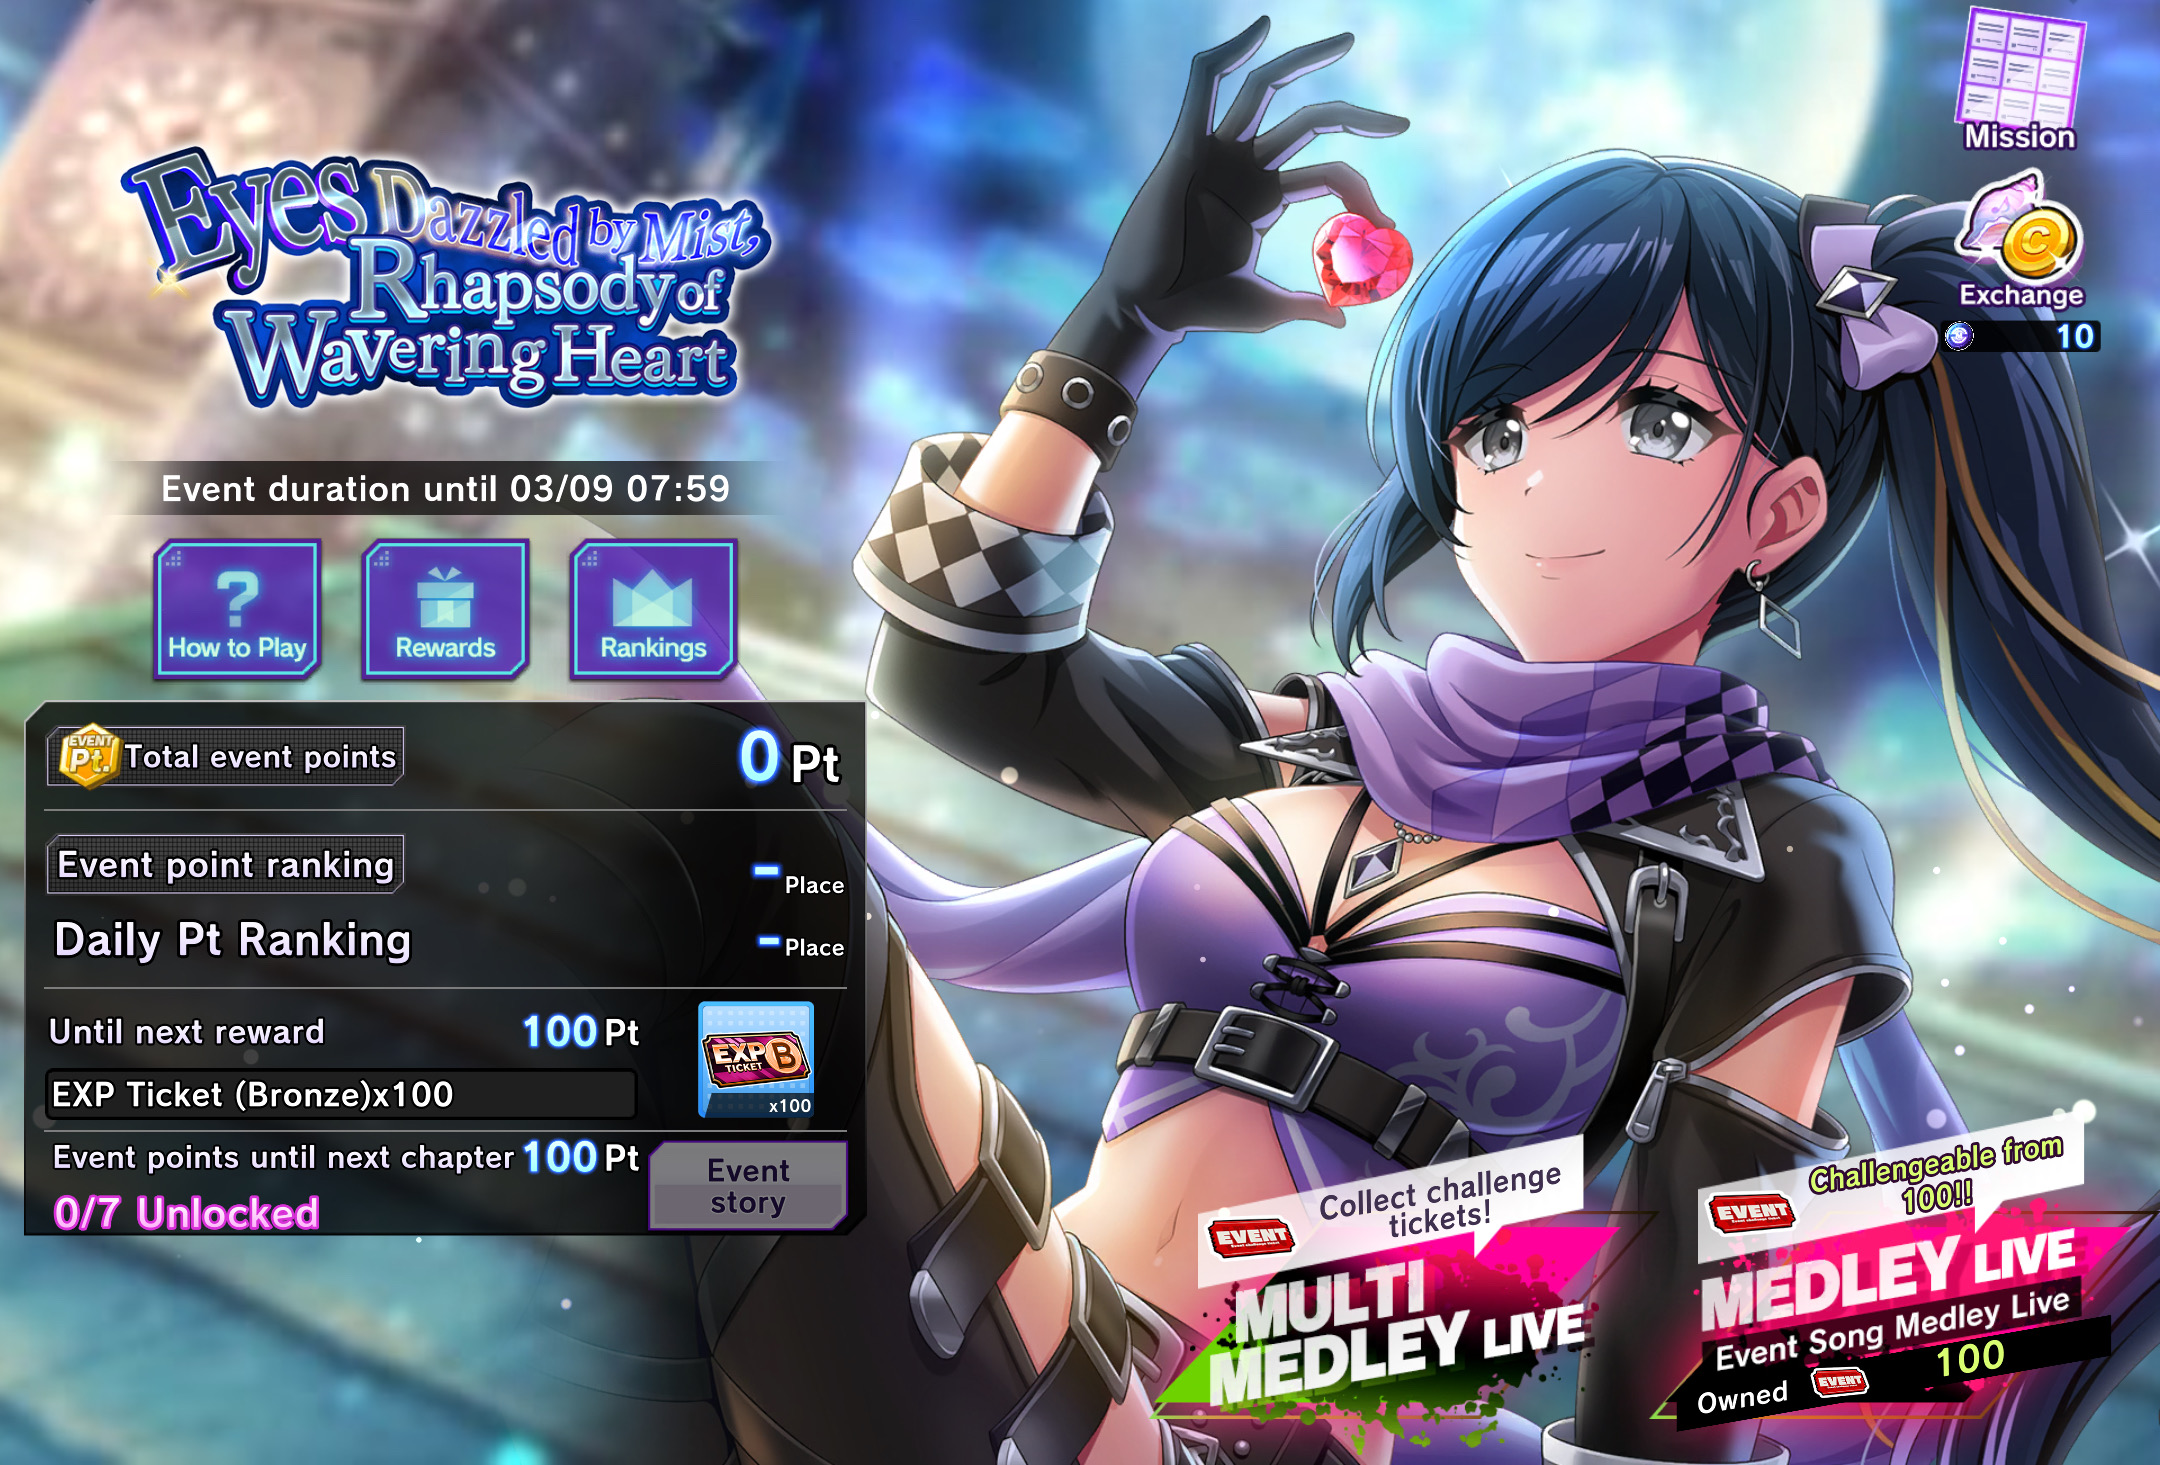 Eyes Dazzled by Mist,
Rhapsody of
Wavering Heart
Event duration until 03/09 07:59
How to Play
Rewards
Rankings
EVENT
Pt.
Total event points
0 Pt
Event point ranking
- Place
Daily Pt Ranking
- Place
Until next reward
100 Pt
EXP Ticket (Bronze)x100
EXP B
TICKET
x100
Event points until next chapter 100 Pt
0/7 Unlocked
Event
story
Mission
C
Exchange
10
EVENT
Collect challenge
tickets!
MULTI
MEDLEY LIVE
EVENT
Challengeable from
100!!
MEDLEY LIVE
Event Song Medley Live
Owned EVENT 100